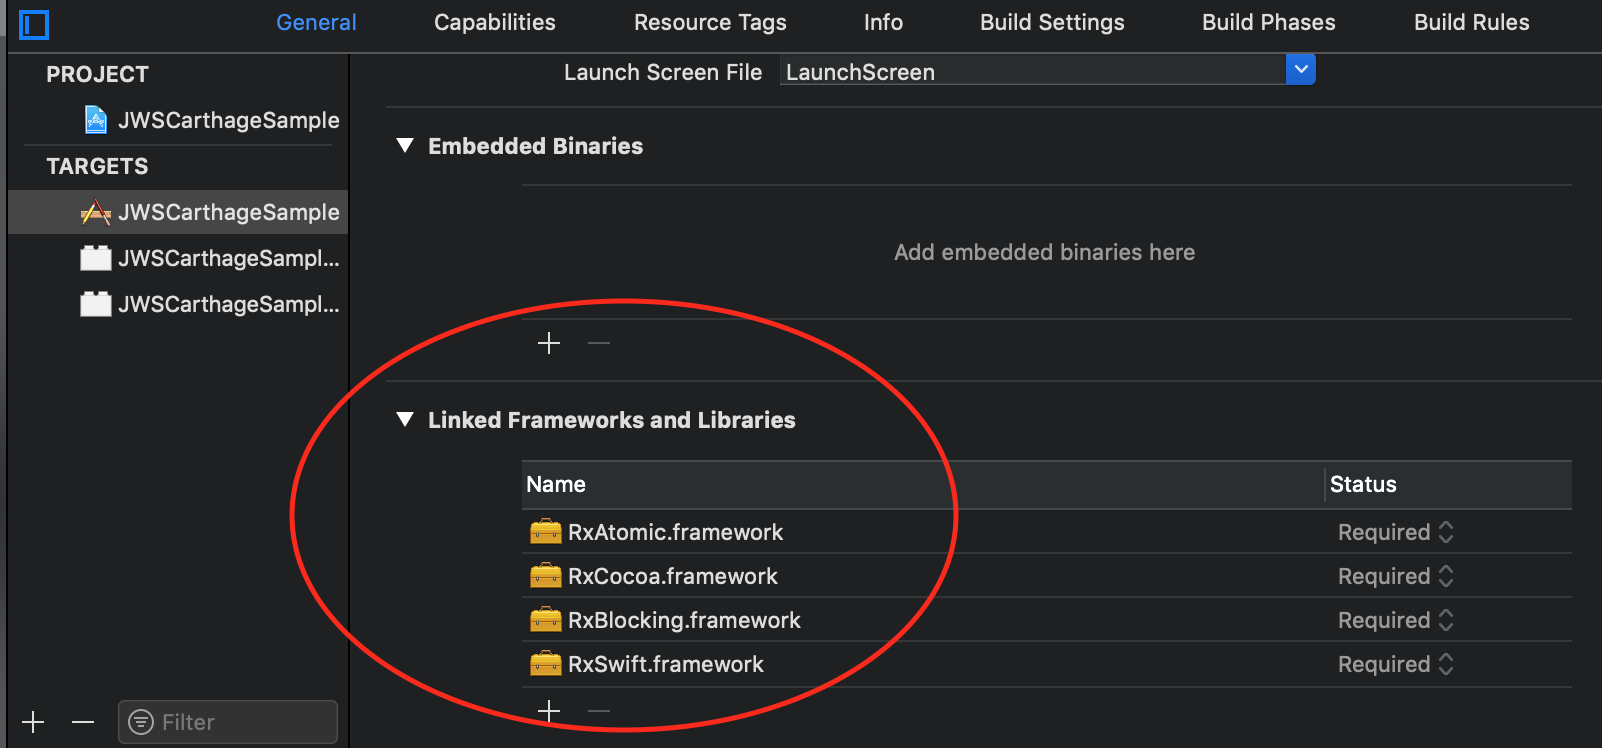 General Capabilities Resource Tags Info Build Settings Build Phases Build Rules
PROJECT
JWSCarthageSample
TARGETS
JWSCarthageSample
JWSCarthageSampl...
JWSCarthageSampl...
Filter
Launch Screen File LaunchScreen
Embedded Binaries
Add embedded binaries here
Linked Frameworks and Libraries
Name Status
RxAtomic.framework Required
RxCocoa.framework Required
RxBlocking.framework Required
RxSwift.framework Required